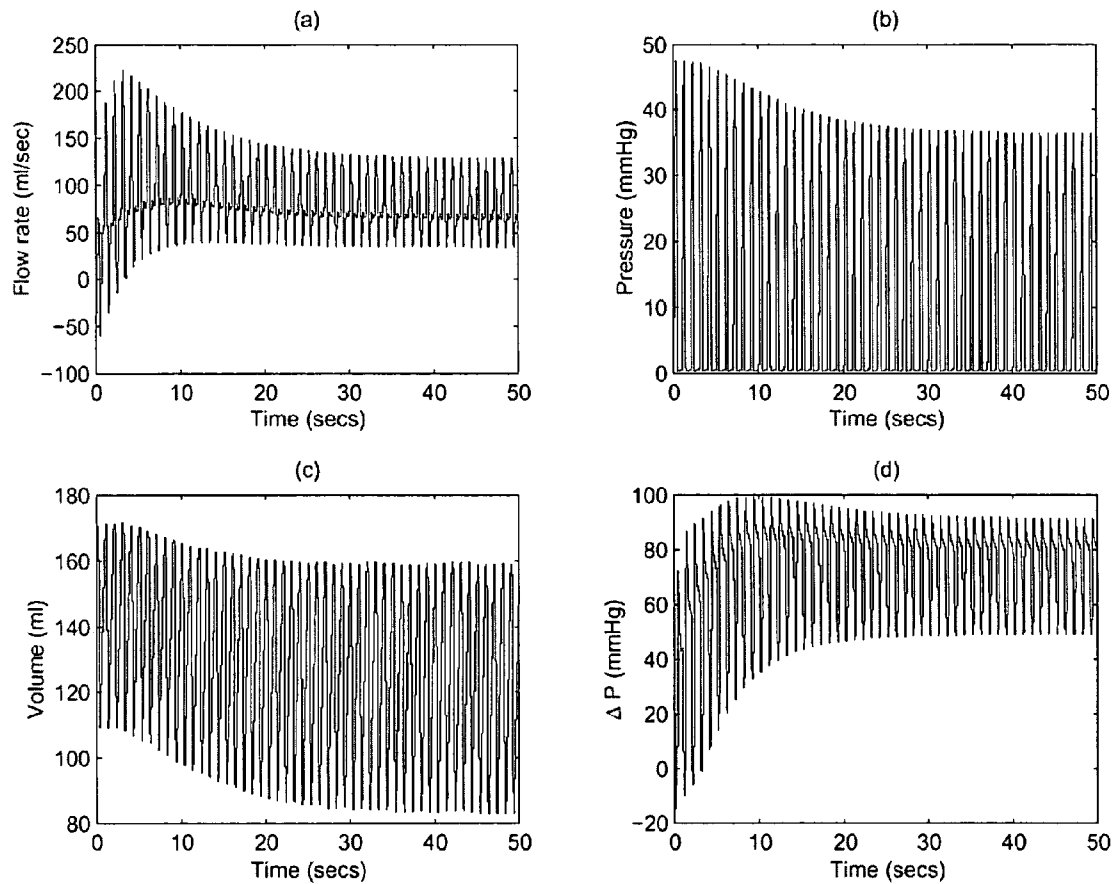 (a)
250
200
150
100
50
0
−50
−100
Flow rate (ml/sec)
0 10 20 30 40 50
Time (secs)
(b)
50
40
30
20
10
0
Pressure (mmHg)
0 10 20 30 40 50
Time (secs)
(c)
180
160
140
120
100
80
Volume (ml)
0 10 20 30 40 50
Time (secs)
(d)
100
80
60
40
20
0
−20
Δ P (mmHg)
0 10 20 30 40 50
Time (secs)